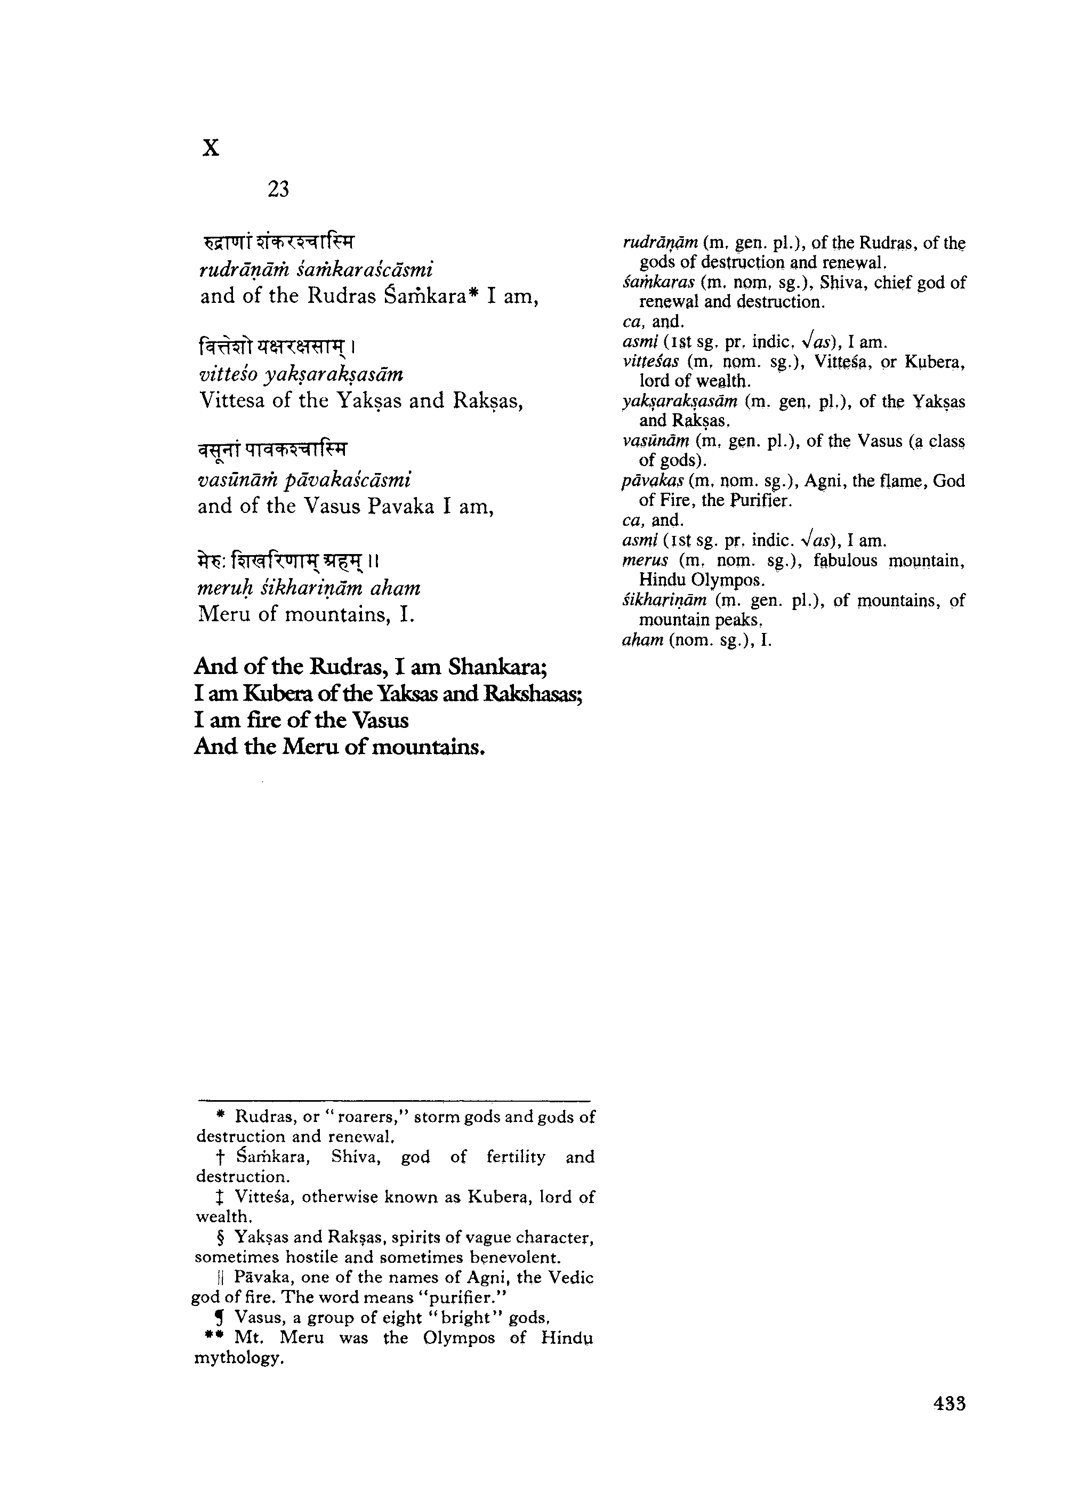 X
23
रुद्राणां शंकरश्चास्मि
rudrāṇāṁ śaṁkaraścāsmi
and of the Rudras Śaṁkara* I am,
वित्तेशो यक्षरक्षसाम् ।
vitteśo yakṣarakṣasām
Vittesa of the Yakṣas and Rakṣas,
वसूनां पावकश्चास्मि
vasūnāṁ pāvakaścāsmi
and of the Vasus Pavaka I am,
मेरुः शिखरिणाम् अहम् ।।
meruḥ śikhariṇām aham
Meru of mountains, I.
And of the Rudras, I am Shankara;
I am Kubera of the Yaksas and Rakshasas;
I am fire of the Vasus
And the Meru of mountains.
rudrāṇām (m. gen. pl.), of the Rudras, of the
gods of destruction and renewal.
śaṁkaras (m. nom. sg.), Shiva, chief god of
renewal and destruction.
ca, and.
asmi (1st sg. pr. indic. √as), I am.
vitteśas (m. nom. sg.), Vitteśa, or Kubera,
lord of wealth.
yakṣarakṣasām (m. gen. pl.), of the Yakṣas
and Rakṣas.
vasūnām (m. gen. pl.), of the Vasus (a class
of gods).
pāvakas (m. nom. sg.), Agni, the flame, God
of Fire, the Purifier.
ca, and.
asmi (1st sg. pr. indic. √as), I am.
merus (m. nom. sg.), fabulous mountain,
Hindu Olympos.
śikhariṇām (m. gen. pl.), of mountains, of
mountain peaks.
aham (nom. sg.), I.
* Rudras, or “roarers,” storm gods and gods of
destruction and renewal.
† Śaṁkara, Shiva, god of fertility and
destruction.
‡ Vitteśa, otherwise known as Kubera, lord of
wealth.
§ Yakṣas and Rakṣas, spirits of vague character,
sometimes hostile and sometimes benevolent.
|| Pāvaka, one of the names of Agni, the Vedic
god of fire. The word means “purifier.”
¶ Vasus, a group of eight “bright” gods.
** Mt. Meru was the Olympos of Hindu
mythology.
433